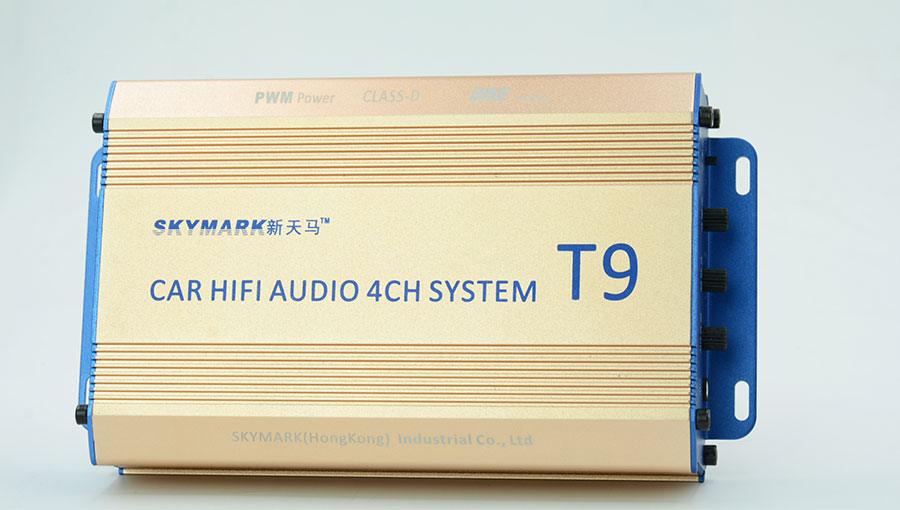 PWM Power CLASS-D
SKYMARK新天马™
CAR HIFI AUDIO 4CH SYSTEM T9
SKYMARK(HongKong) Industrial Co., Ltd